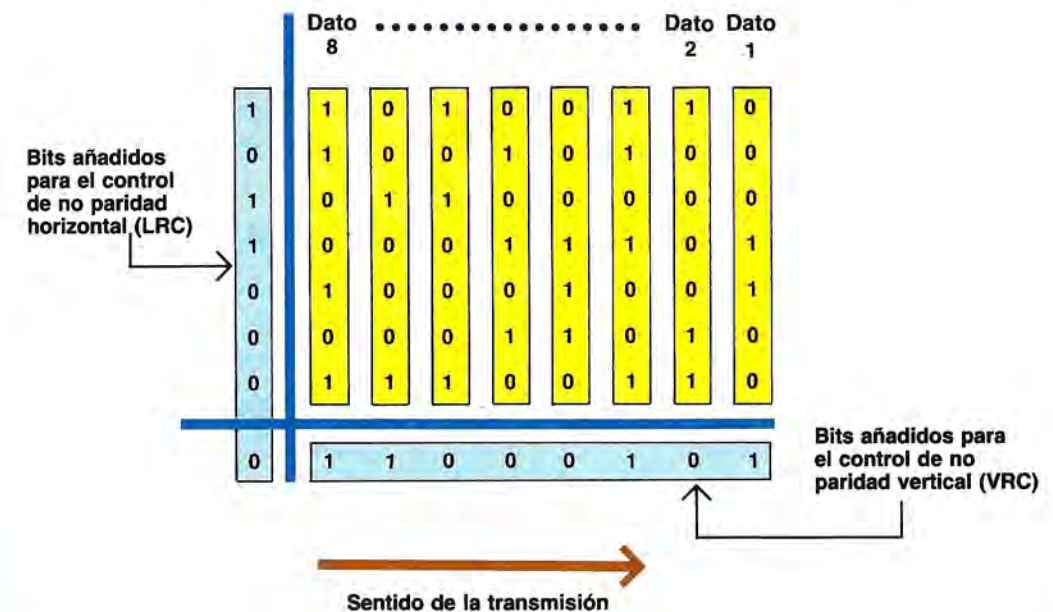 Dato ................. Dato Dato
8 2 1
1 1 0 1 0 0 1 1 0
0 1 0 0 1 0 1 0 0
1 0 1 1 0 0 0 0 0
1 0 0 0 1 1 1 0 1
0 1 0 0 0 1 0 0 1
0 0 0 0 1 1 0 1 0
0 1 1 1 0 0 1 1 0
0 1 1 0 0 0 1 0 1
Bits añadidos
para el control
de no paridad
horizontal (LRC)
Bits añadidos para
el control de no
paridad vertical (VRC)
Sentido de la transmisión